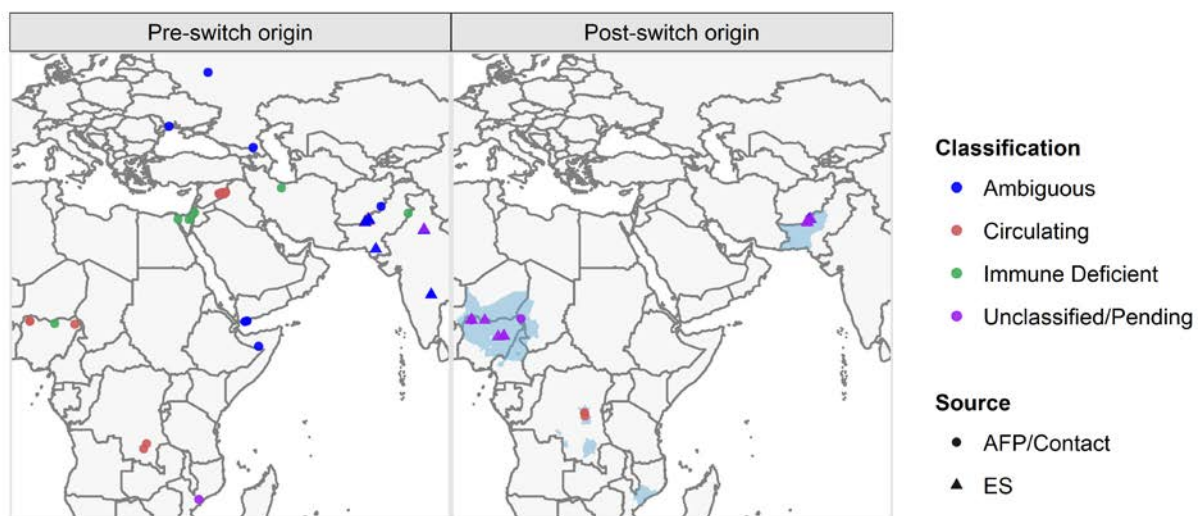 Pre-switch origin
Post-switch origin
Classification
Ambiguous
Circulating
Immune Deficient
Unclassified/Pending
Source
AFP/Contact
ES